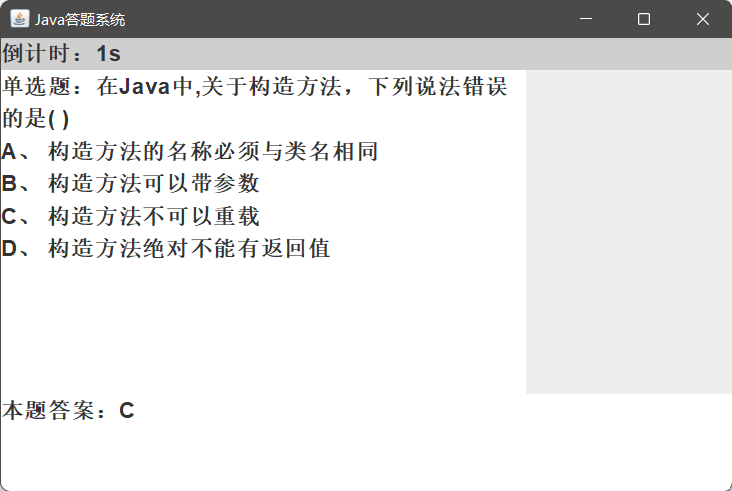 Java答题系统
倒计时：1s
单选题：在Java中,关于构造方法，下列说法错误
的是( )
A、 构造方法的名称必须与类名相同
B、 构造方法可以带参数
C、 构造方法不可以重载
D、 构造方法绝对不能有返回值
本题答案：C